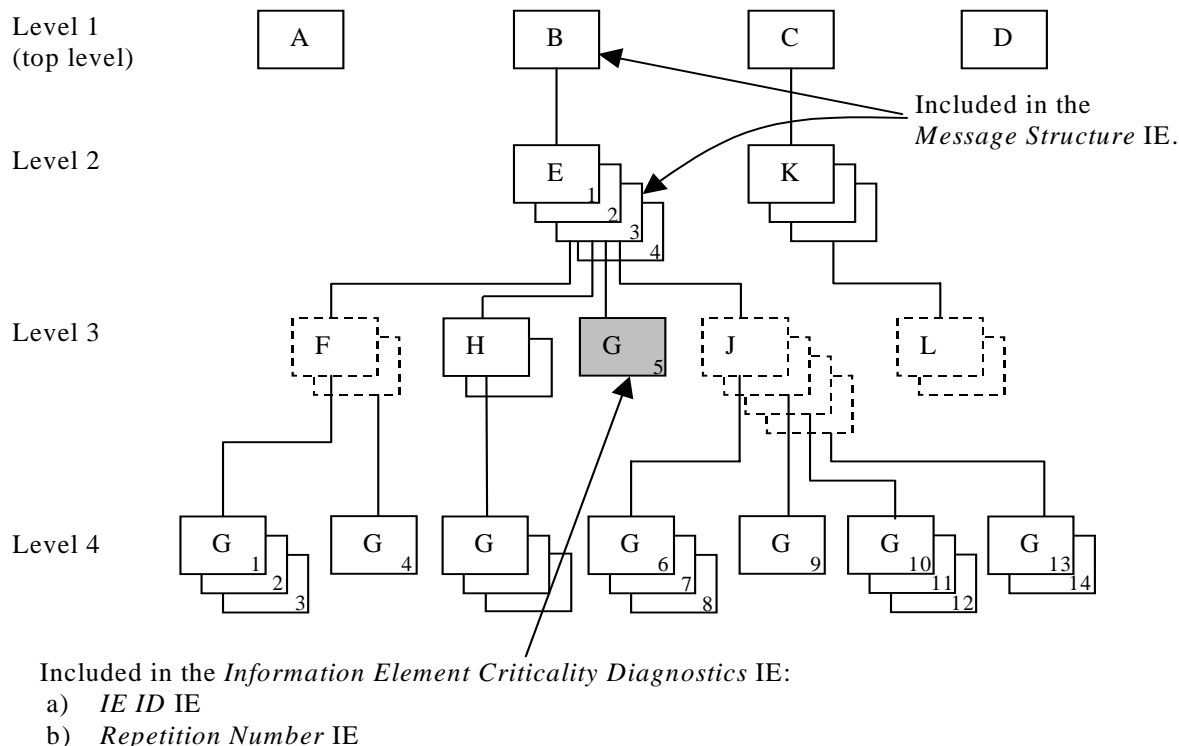 Level 1
(top level)
A
B
C
D
Included in the
Message Structure IE.
Level 2
E
1
2
3
4
K
Level 3
F
H
G
5
J
L
Level 4
G
1
2
3
G
4
G
G
6
7
8
G
9
G
10
11
12
G
13
14
Included in the Information Element Criticality Diagnostics IE:
a) IE ID IE
b) Repetition Number IE